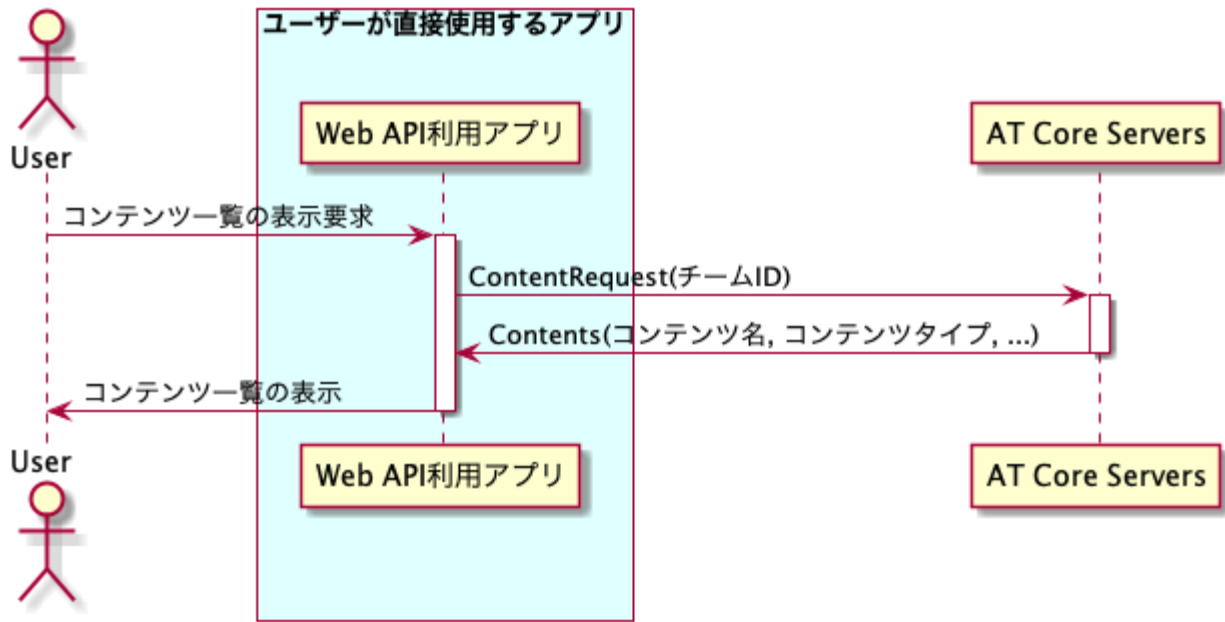 ユーザーが直接使用するアプリ
User
Web API利用アプリ
AT Core Servers
コンテンツ一覧の表示要求
ContentRequest(チームID)
Contents(コンテンツ名, コンテンツタイプ, ...)
コンテンツ一覧の表示
User
Web API利用アプリ
AT Core Servers